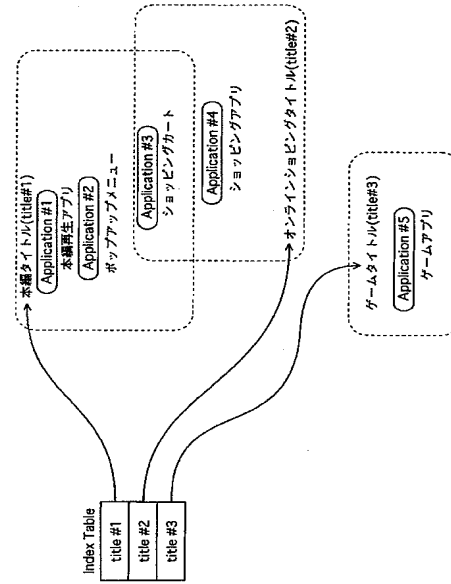 Index Table
title #1
title #2
title #3
本編タイトル(title#1)
Application #1
本編再生アプリ
Application #2
ポップアップメニュー
Application #3
ショッピングカート
Application #4
ショッピングアプリ
オンラインショッピングタイトル(title#2)
ゲームタイトル(title#3)
Application #5
ゲームアプリ